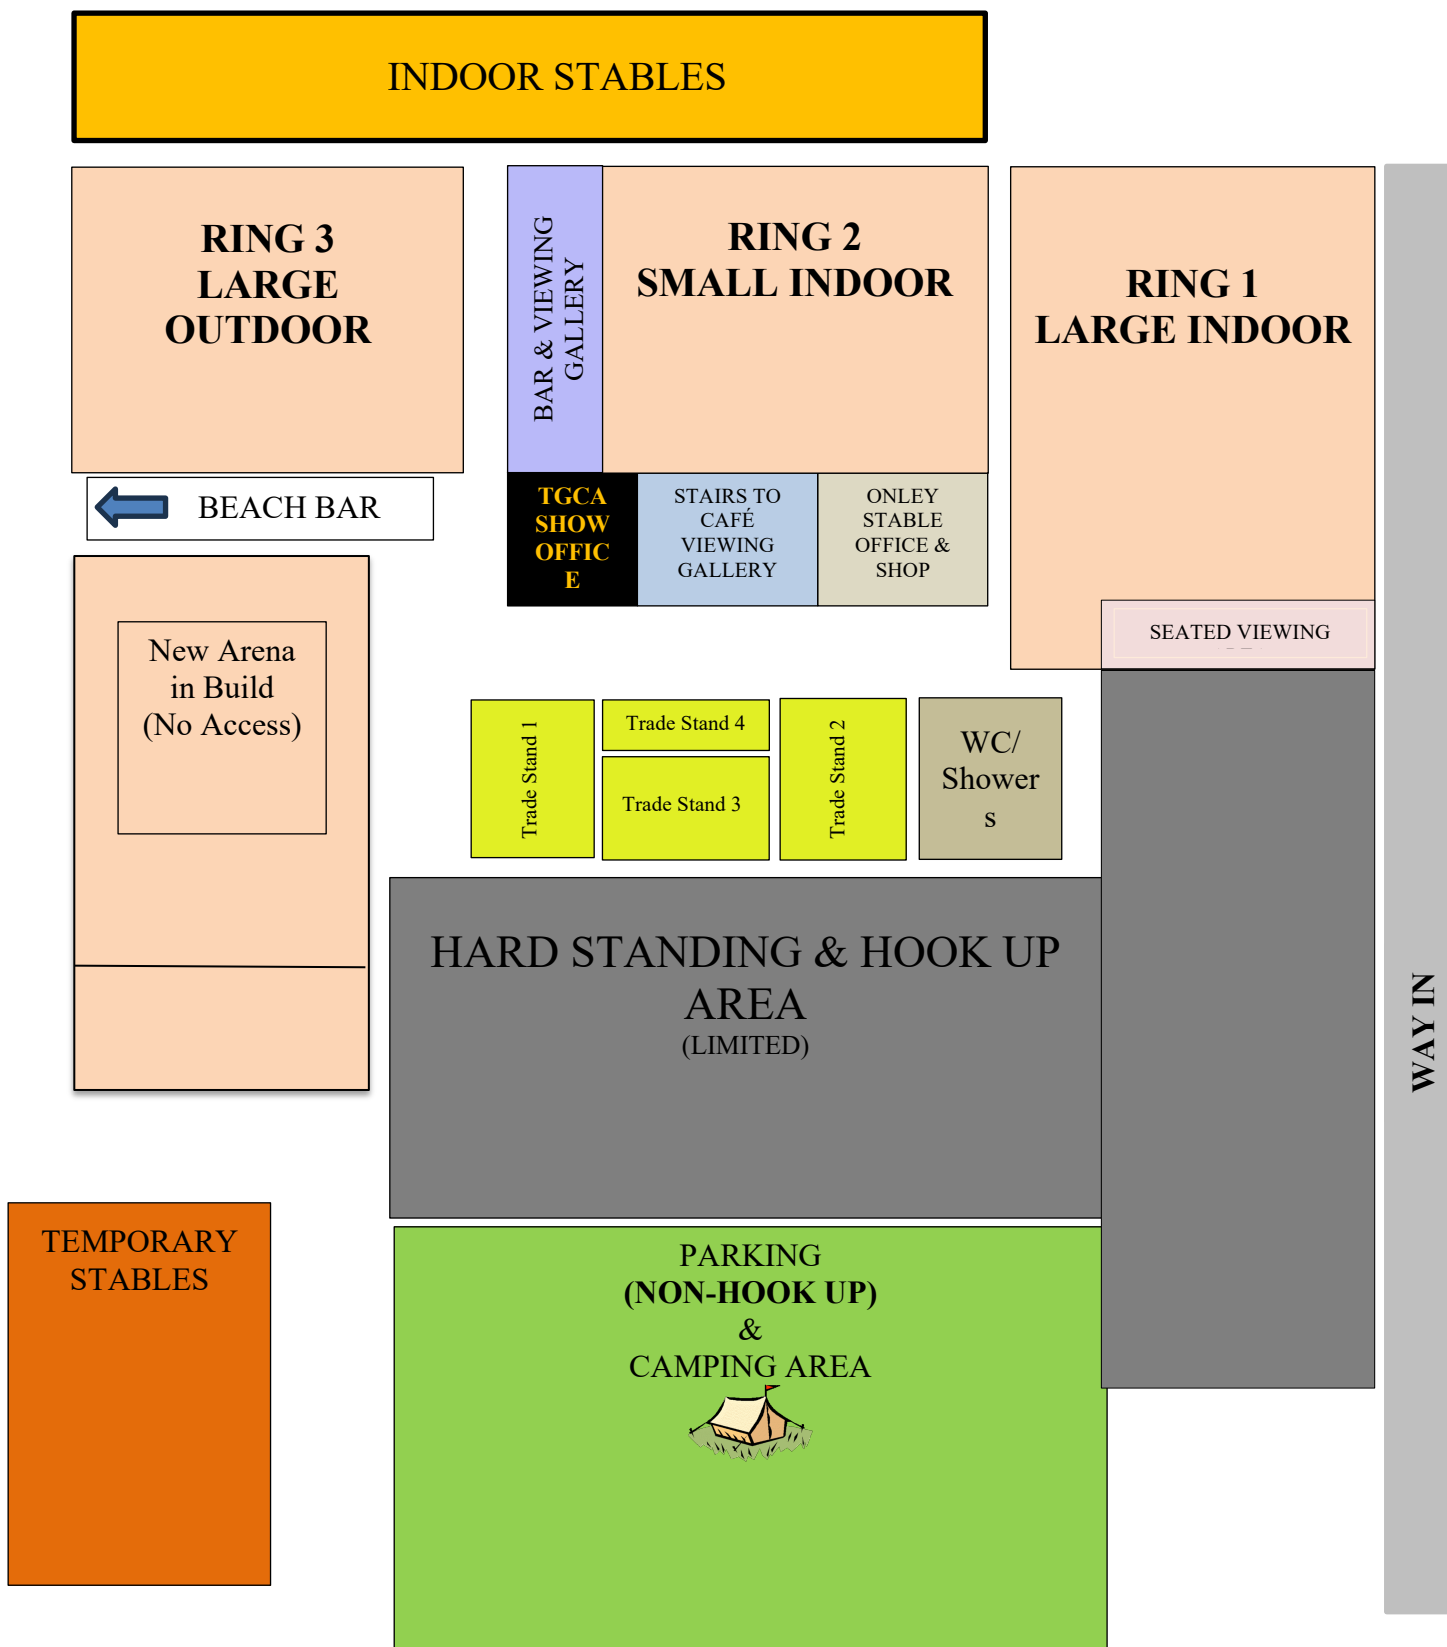 INDOOR STABLES
RING 3
LARGE
OUTDOOR
BAR & VIEWING
GALLERY
RING 2
SMALL INDOOR
RING 1
LARGE INDOOR
BEACH BAR
TGCA
SHOW
OFFIC
E
STAIRS TO
CAFÉ
VIEWING
GALLERY
ONLEY
STABLE
OFFICE &
SHOP
SEATED VIEWING
New Arena
in Build
(No Access)
Trade Stand 1
Trade Stand 4
Trade Stand 3
Trade Stand 2
WC/
Shower
s
HARD STANDING & HOOK UP
AREA
(LIMITED)
WAY IN
TEMPORARY
STABLES
PARKING
(NON-HOOK UP)
&
CAMPING AREA